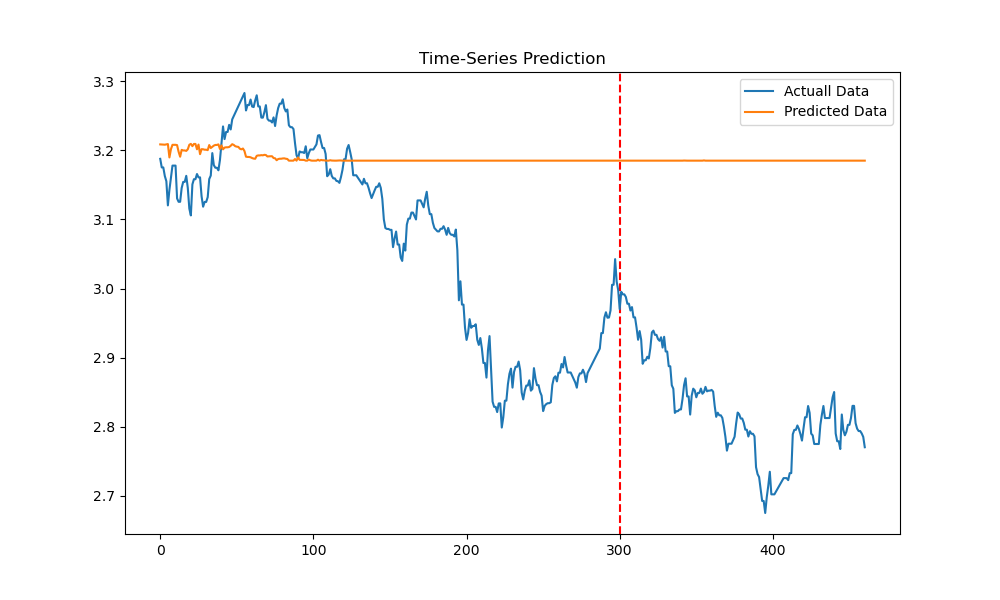 Time-Series Prediction
Actuall Data
Predicted Data
3.3
3.2
3.1
3.0
2.9
2.8
2.7
0 100 200 300 400